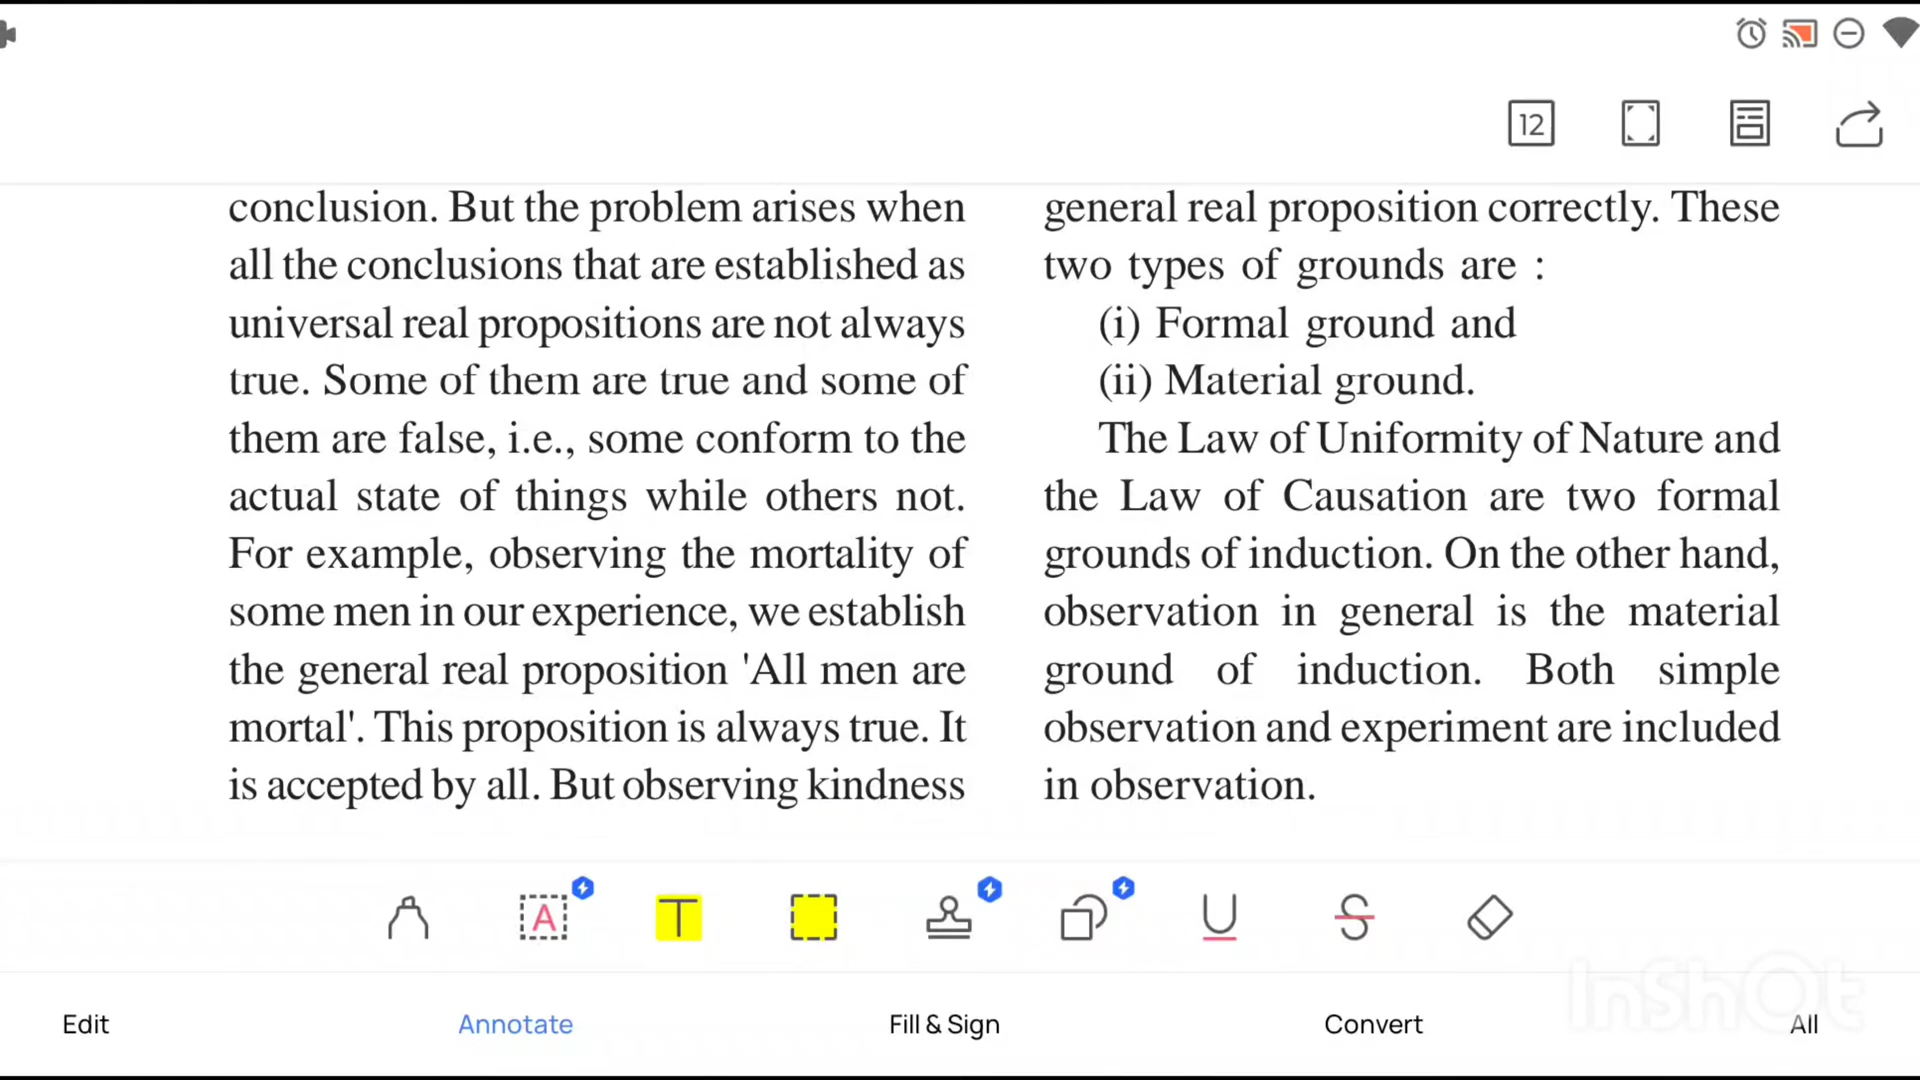 12
conclusion. But the problem arises when
all the conclusions that are established as
universal real propositions are not always
true. Some of them are true and some of
them are false, i.e., some conform to the
actual state of things while others not.
For example, observing the mortality of
some men in our experience, we establish
the general real proposition 'All men are
mortal'. This proposition is always true. It
is accepted by all. But observing kindness
general real proposition correctly. These
two types of grounds are :
(i) Formal ground and
(ii) Material ground.
The Law of Uniformity of Nature and
the Law of Causation are two formal
grounds of induction. On the other hand,
observation in general is the material
ground of induction. Both simple
observation and experiment are included
in observation.
A
T
U
S
Edit
Annotate
Fill & Sign
Convert
All
InShOt